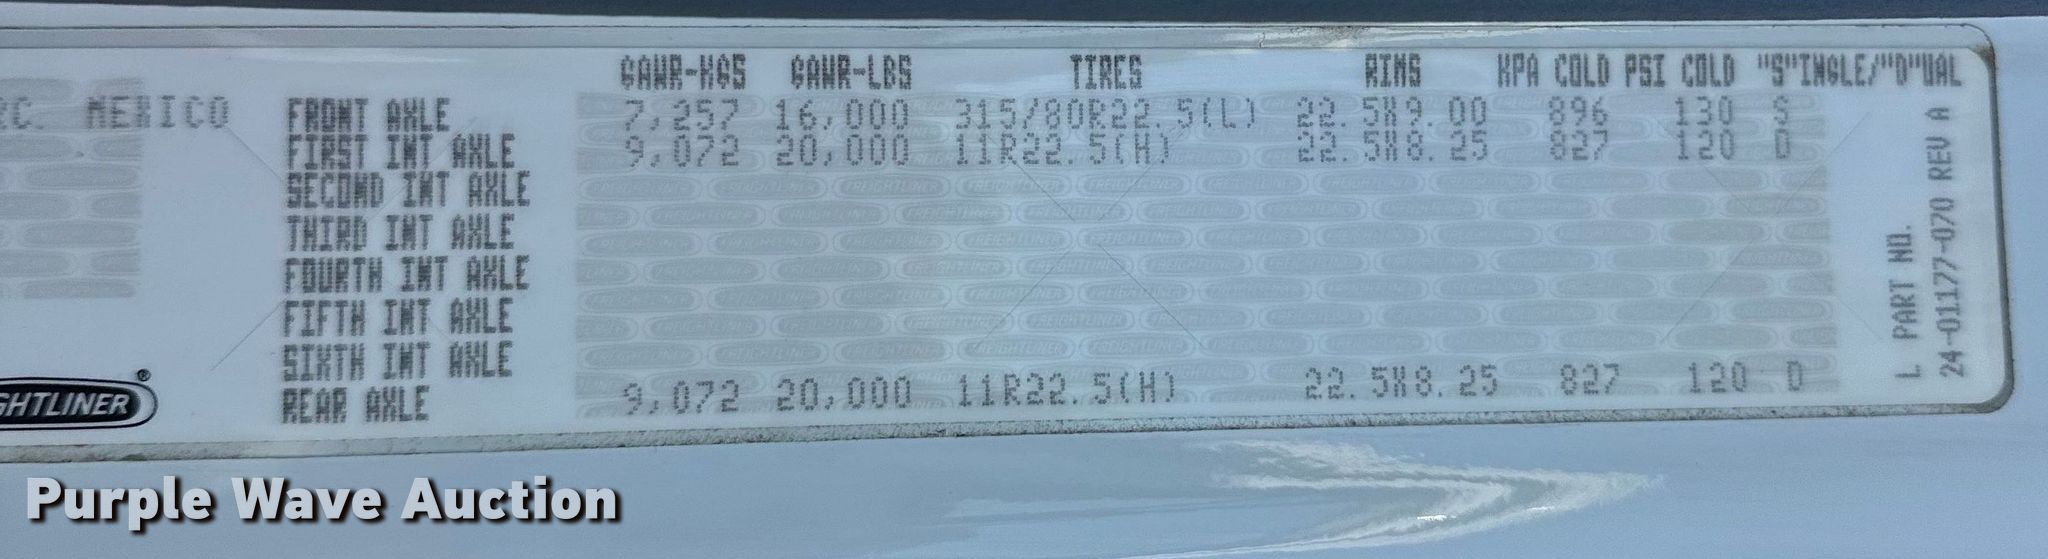 GAWR-KGS GAWR-LBS TIRES RIMS KPA COLD PSI COLD "S"INGLE/"D"UAL
RC. MEXICO
FRONT AXLE 7,257 16,000 315/80R22.5(L) 22.5X9.00 896 130 S
FIRST INT AXLE 9,072 20,000 11R22.5(H) 22.5X8.25 827 120 D
SECOND INT AXLE
THIRD INT AXLE
FOURTH INT AXLE
FIFTH INT AXLE
SIXTH INT AXLE
REAR AXLE 9,072 20,000 11R22.5(H) 22.5X8.25 827 120 D
L PART NO.
24-01177-070 REV A
GHTLINER®
Purple Wave Auction